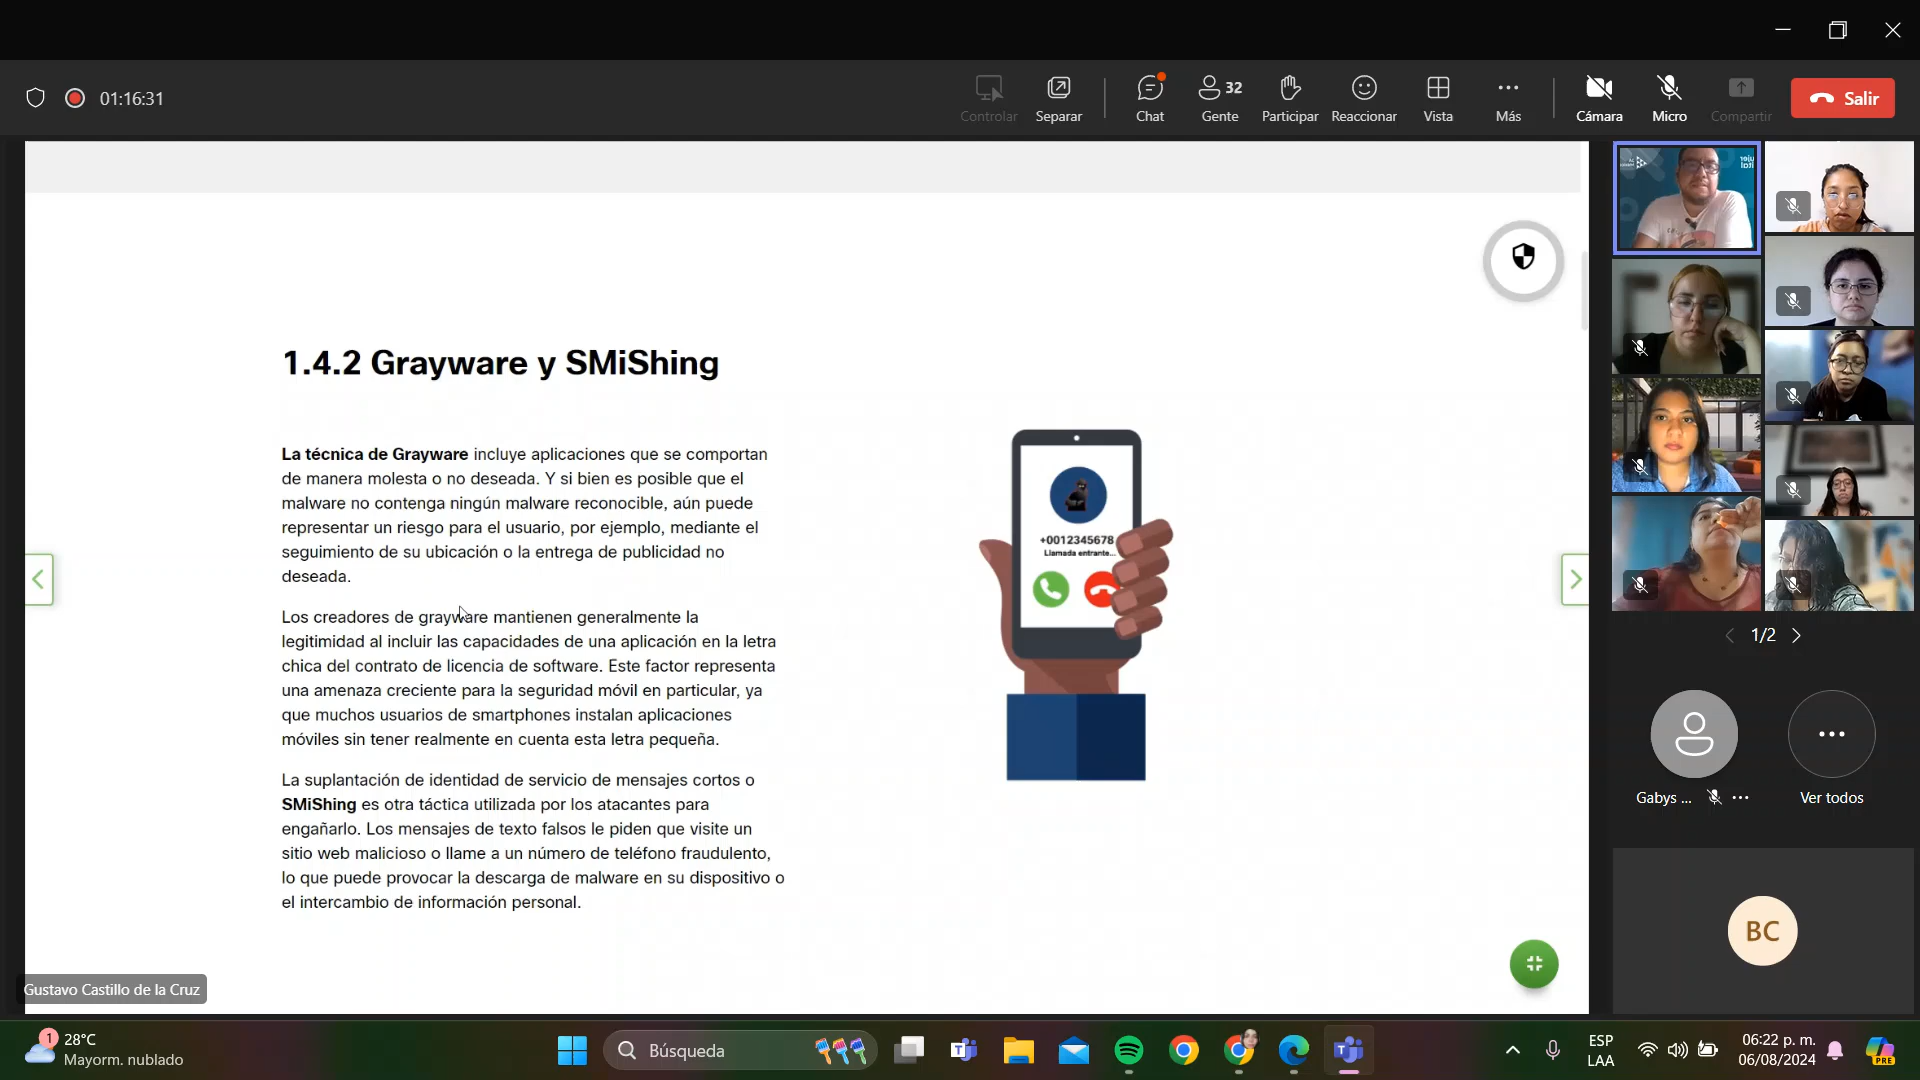 01:16:31
Controlar
Separar
Chat
32
Gente
Participar
Reaccionar
Vista
Más
Cámara
Micro
Compartir
Salir
1.4.2 Grayware y SMiShing
La técnica de Grayware incluye aplicaciones que se comportan
de manera molesta o no deseada. Y si bien es posible que el
malware no contenga ningún malware reconocible, aún puede
representar un riesgo para el usuario, por ejemplo, mediante el
seguimiento de su ubicación o la entrega de publicidad no
deseada.
Los creadores de grayware mantienen generalmente la
legitimidad al incluir las capacidades de una aplicación en la letra
chica del contrato de licencia de software. Este factor representa
una amenaza creciente para la seguridad móvil en particular, ya
que muchos usuarios de smartphones instalan aplicaciones
móviles sin tener realmente en cuenta esta letra pequeña.
La suplantación de identidad de servicio de mensajes cortos o
SMiShing es otra táctica utilizada por los atacantes para
engañarlo. Los mensajes de texto falsos le piden que visite un
sitio web malicioso o llame a un número de teléfono fraudulento,
lo que puede provocar la descarga de malware en su dispositivo o
el intercambio de información personal.
+0012345678
Llamada entrante...
Gustavo Castillo de la Cruz
1/2
Gabys ...
Ver todos
BC
1
28°C
Mayorm. nublado
Búsqueda
ESP
LAA
06:22 p. m.
06/08/2024
PRE